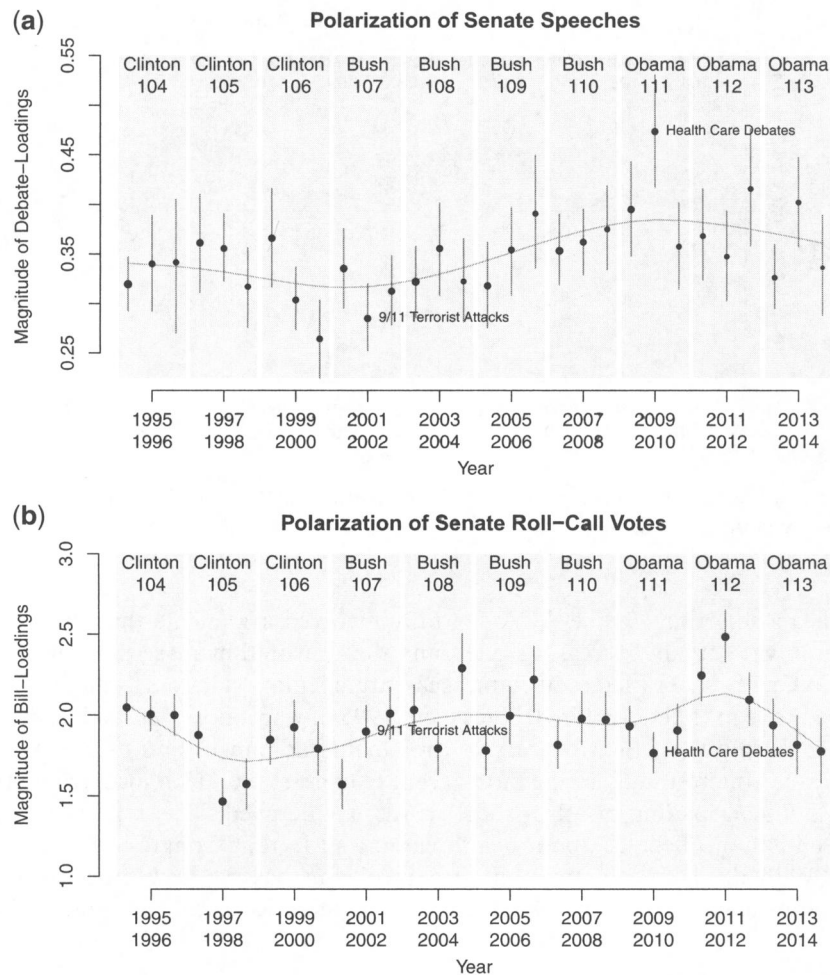 (a)
Polarization of Senate Speeches
Magnitude of Debate−Loadings
0.55
0.45
0.35
0.25
Clinton Clinton Clinton Bush Bush Bush Bush Obama Obama Obama
104 105 106 107 108 109 110 111 112 113
Health Care Debates
9/11 Terrorist Attacks
1995 1997 1999 2001 2003 2005 2007 2009 2011 2013
1996 1998 2000 2002 2004 2006 2008 2010 2012 2014
Year
(b)
Polarization of Senate Roll−Call Votes
Magnitude of Bill−Loadings
3.0
2.5
2.0
1.5
1.0
Clinton Clinton Clinton Bush Bush Bush Bush Obama Obama Obama
104 105 106 107 108 109 110 111 112 113
9/11 Terrorist Attacks
Health Care Debates
1995 1997 1999 2001 2003 2005 2007 2009 2011 2013
1996 1998 2000 2002 2004 2006 2008 2010 2012 2014
Year